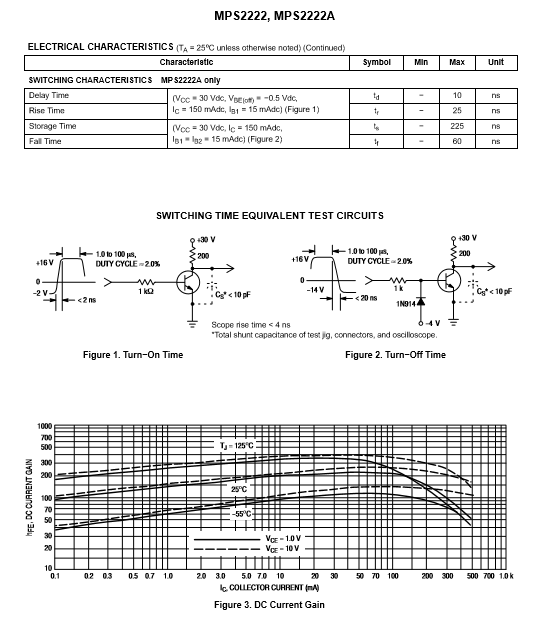 MPS2222, MPS2222A
ELECTRICAL CHARACTERISTICS (TA = 25°C unless otherwise noted) (Continued)
Characteristic Symbol Min Max Unit
SWITCHING CHARACTERISTICS MPS2222A only
Delay Time (VCC = 30 Vdc, VBE(off) = −0.5 Vdc, td − 10 ns
Rise Time IC = 150 mAdc, IB1 = 15 mAdc) (Figure 1) tr − 25 ns
Storage Time (VCC = 30 Vdc, IC = 150 mAdc, ts − 225 ns
Fall Time IB1 = IB2 = 15 mAdc) (Figure 2) tf − 60 ns
SWITCHING TIME EQUIVALENT TEST CIRCUITS
+30 V
200
1.0 to 100 µs,
DUTY CYCLE ≈ 2.0%
+16 V
0
−2 V
< 2 ns
1 kΩ
CS* < 10 pF
+30 V
200
1.0 to 100 µs,
DUTY CYCLE ≈ 2.0%
+16 V
0
−14 V
< 20 ns
1 k
1N914
CS* < 10 pF
−4 V
Scope rise time < 4 ns
*Total shunt capacitance of test jig, connectors, and oscilloscope.
Figure 1. Turn−On Time
Figure 2. Turn−Off Time
hFE, DC CURRENT GAIN
1000
700
500
300
200
100
70
50
30
20
10
TJ = 125°C
25°C
−55°C
VCE = 1.0 V
VCE = 10 V
0.1 0.2 0.3 0.5 0.7 1.0 2.0 3.0 5.0 7.0 10 20 30 50 70 100 200 300 500 700 1.0 k
IC, COLLECTOR CURRENT (mA)
Figure 3. DC Current Gain